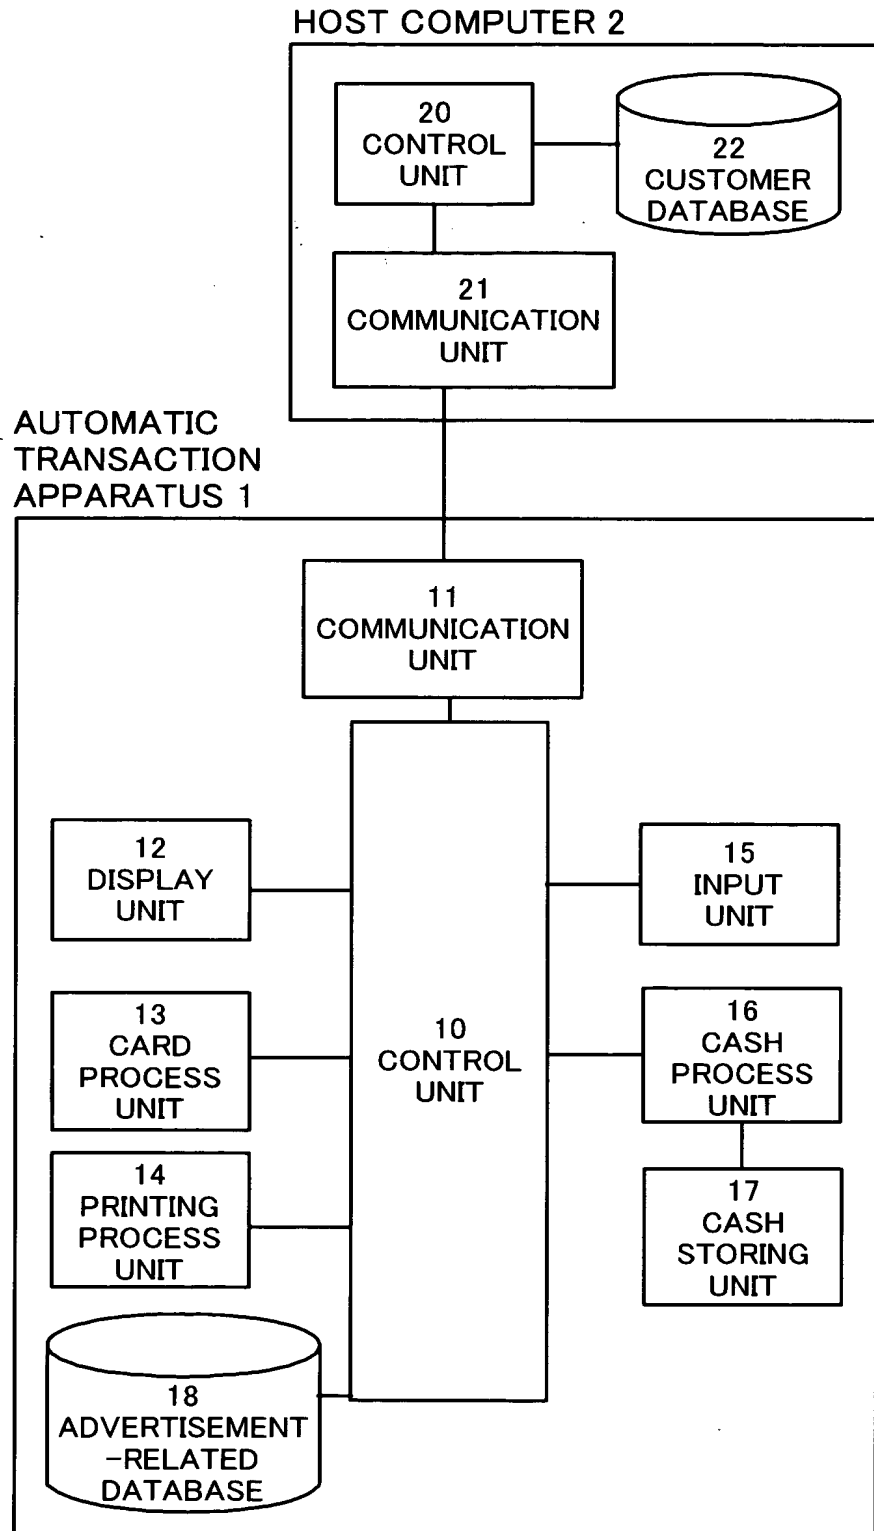 HOST COMPUTER 2
20
CONTROL
UNIT
22
CUSTOMER
DATABASE
21
COMMUNICATION
UNIT
AUTOMATIC
TRANSACTION
APPARATUS 1
11
COMMUNICATION
UNIT
12
DISPLAY
UNIT
15
INPUT
UNIT
13
CARD
PROCESS
UNIT
10
CONTROL
UNIT
16
CASH
PROCESS
UNIT
14
PRINTING
PROCESS
UNIT
17
CASH
STORING
UNIT
18
ADVERTISEMENT
-RELATED
DATABASE